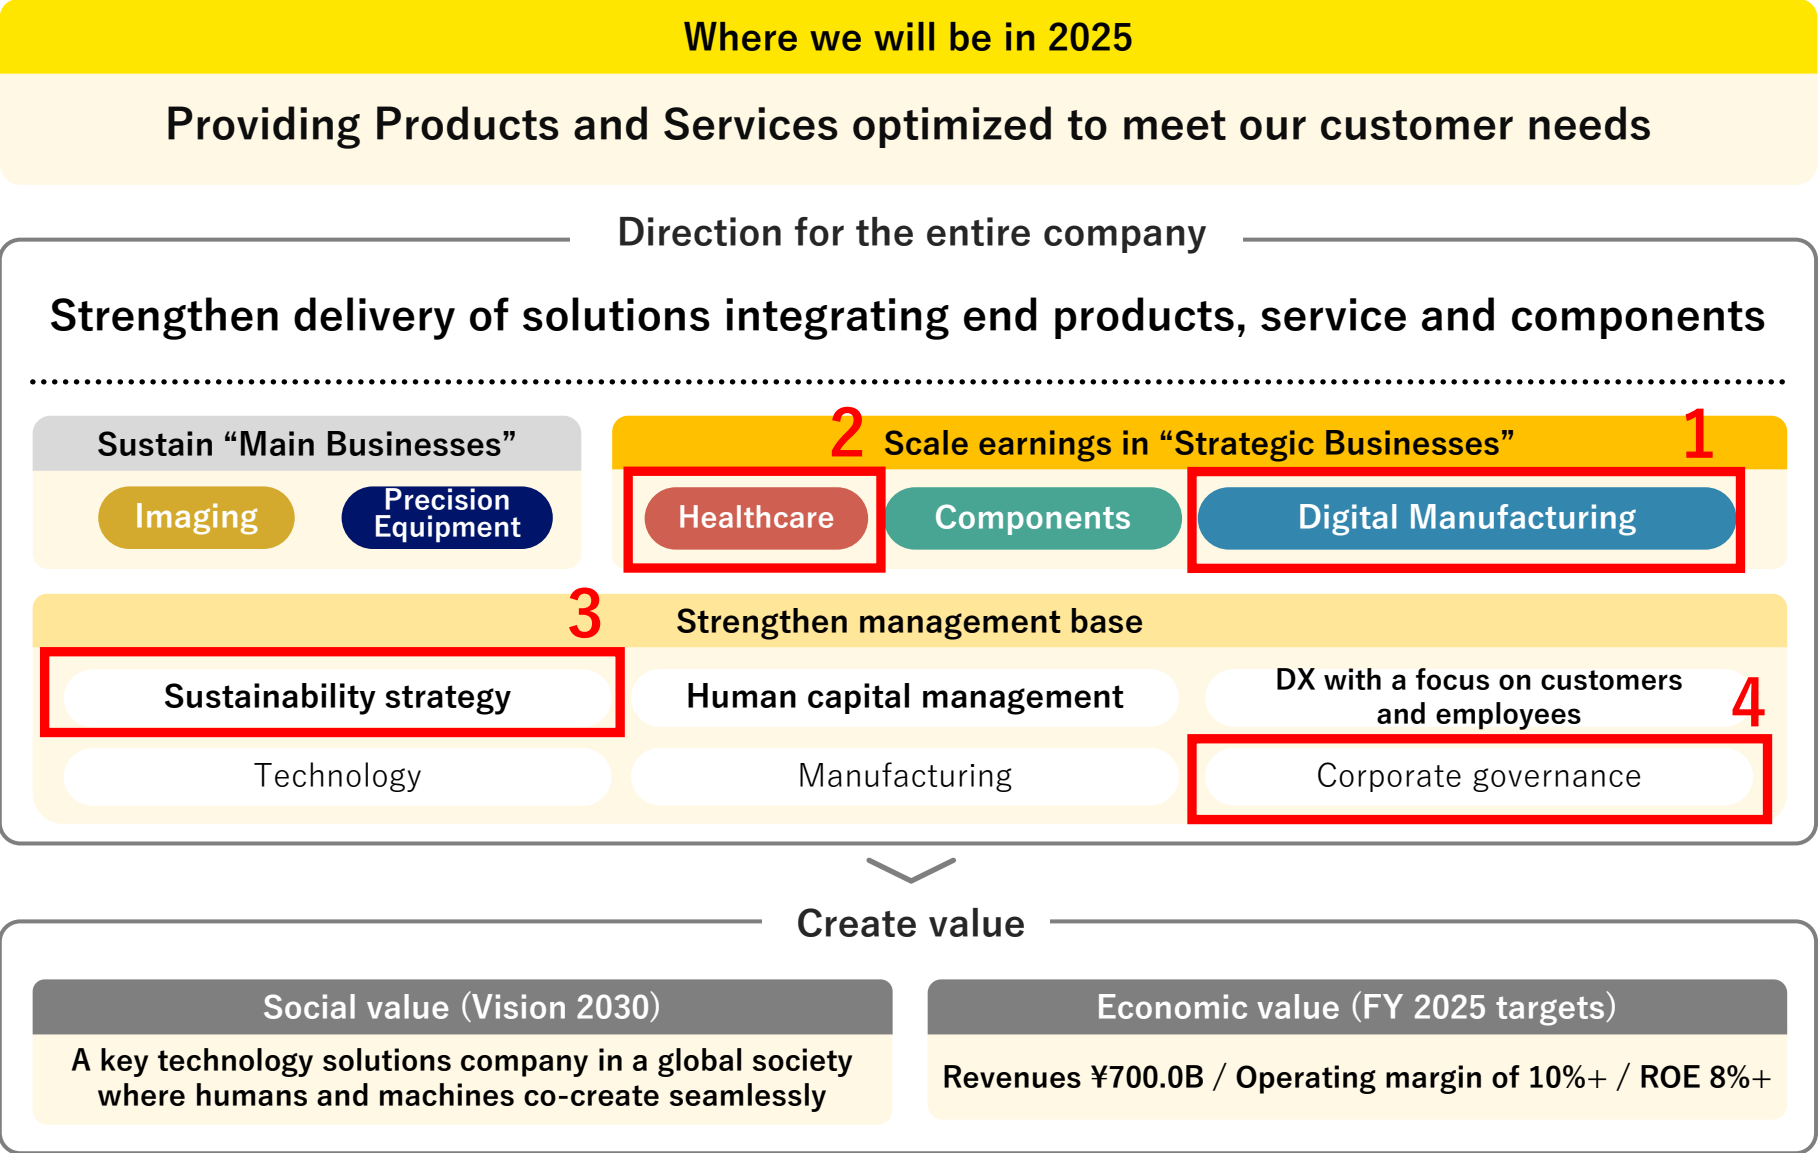 Where we will be in 2025
Providing Products and Services optimized to meet our customer needs
Direction for the entire company
Strengthen delivery of solutions integrating end products, service and components
Sustain “Main Businesses”
Imaging
Precision
Equipment
2
Scale earnings in “Strategic Businesses”
1
Healthcare
Components
Digital Manufacturing
3
Strengthen management base
Sustainability strategy
Human capital management
DX with a focus on customers
and employees
4
Technology
Manufacturing
Corporate governance
Create value
Social value (Vision 2030)
A key technology solutions company in a global society
where humans and machines co-create seamlessly
Economic value (FY 2025 targets)
Revenues ¥700.0B / Operating margin of 10%+ / ROE 8%+